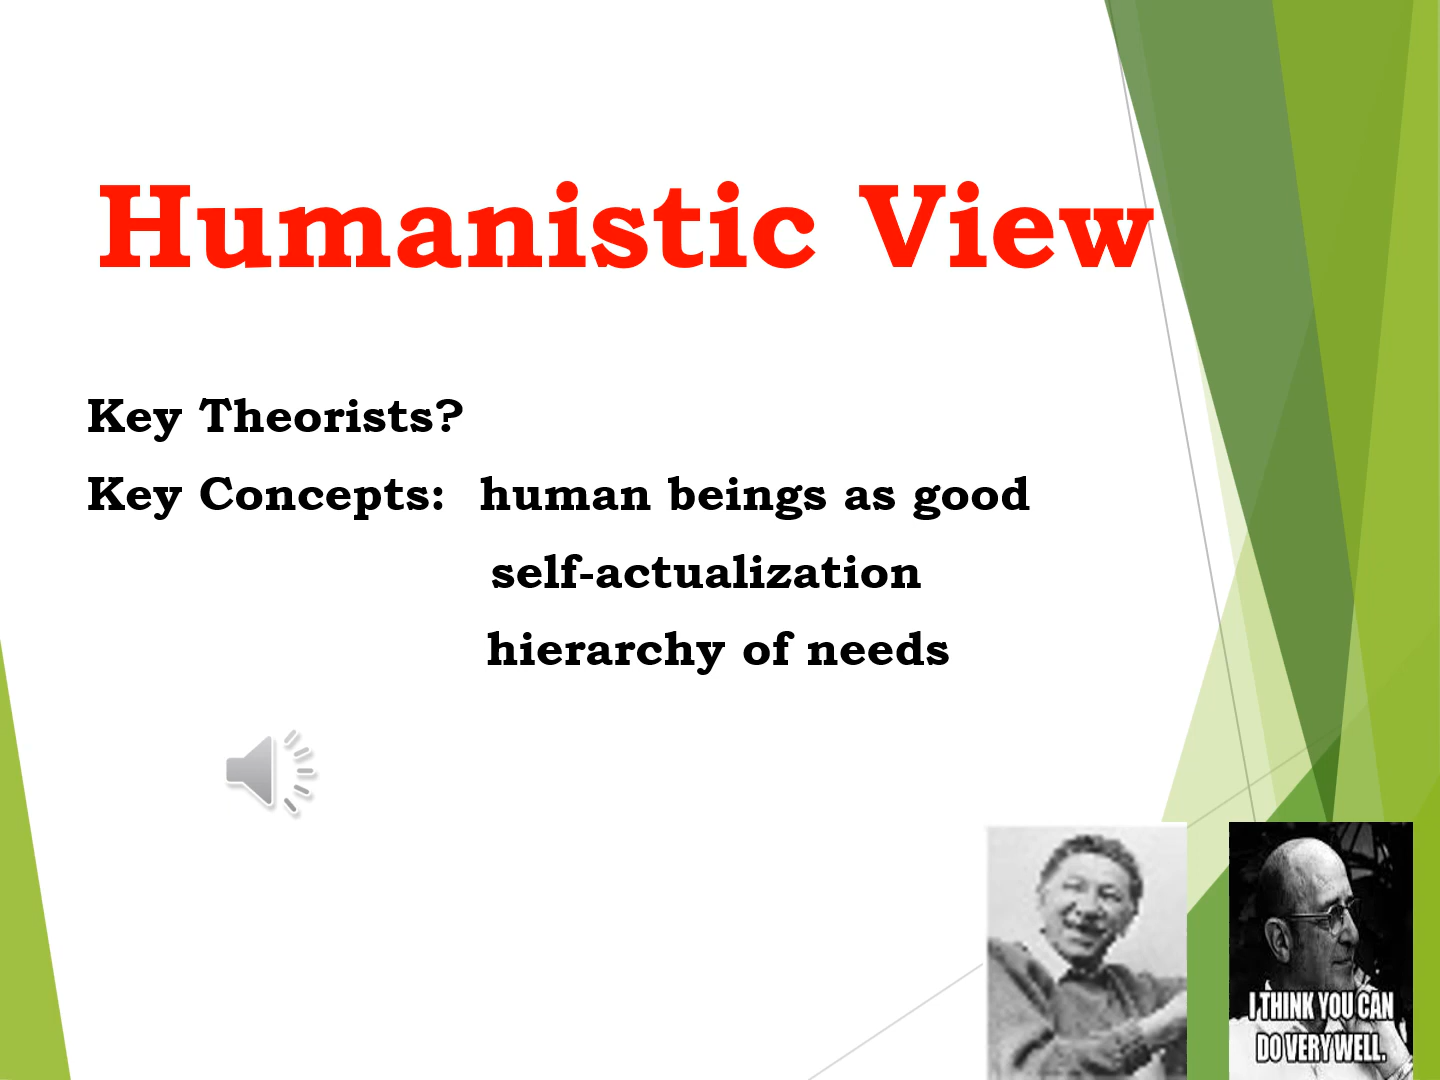 Humanistic View
Key Theorists?
Key Concepts: human beings as good
self-actualization
hierarchy of needs
I THINK YOU CAN
DO VERY WELL.